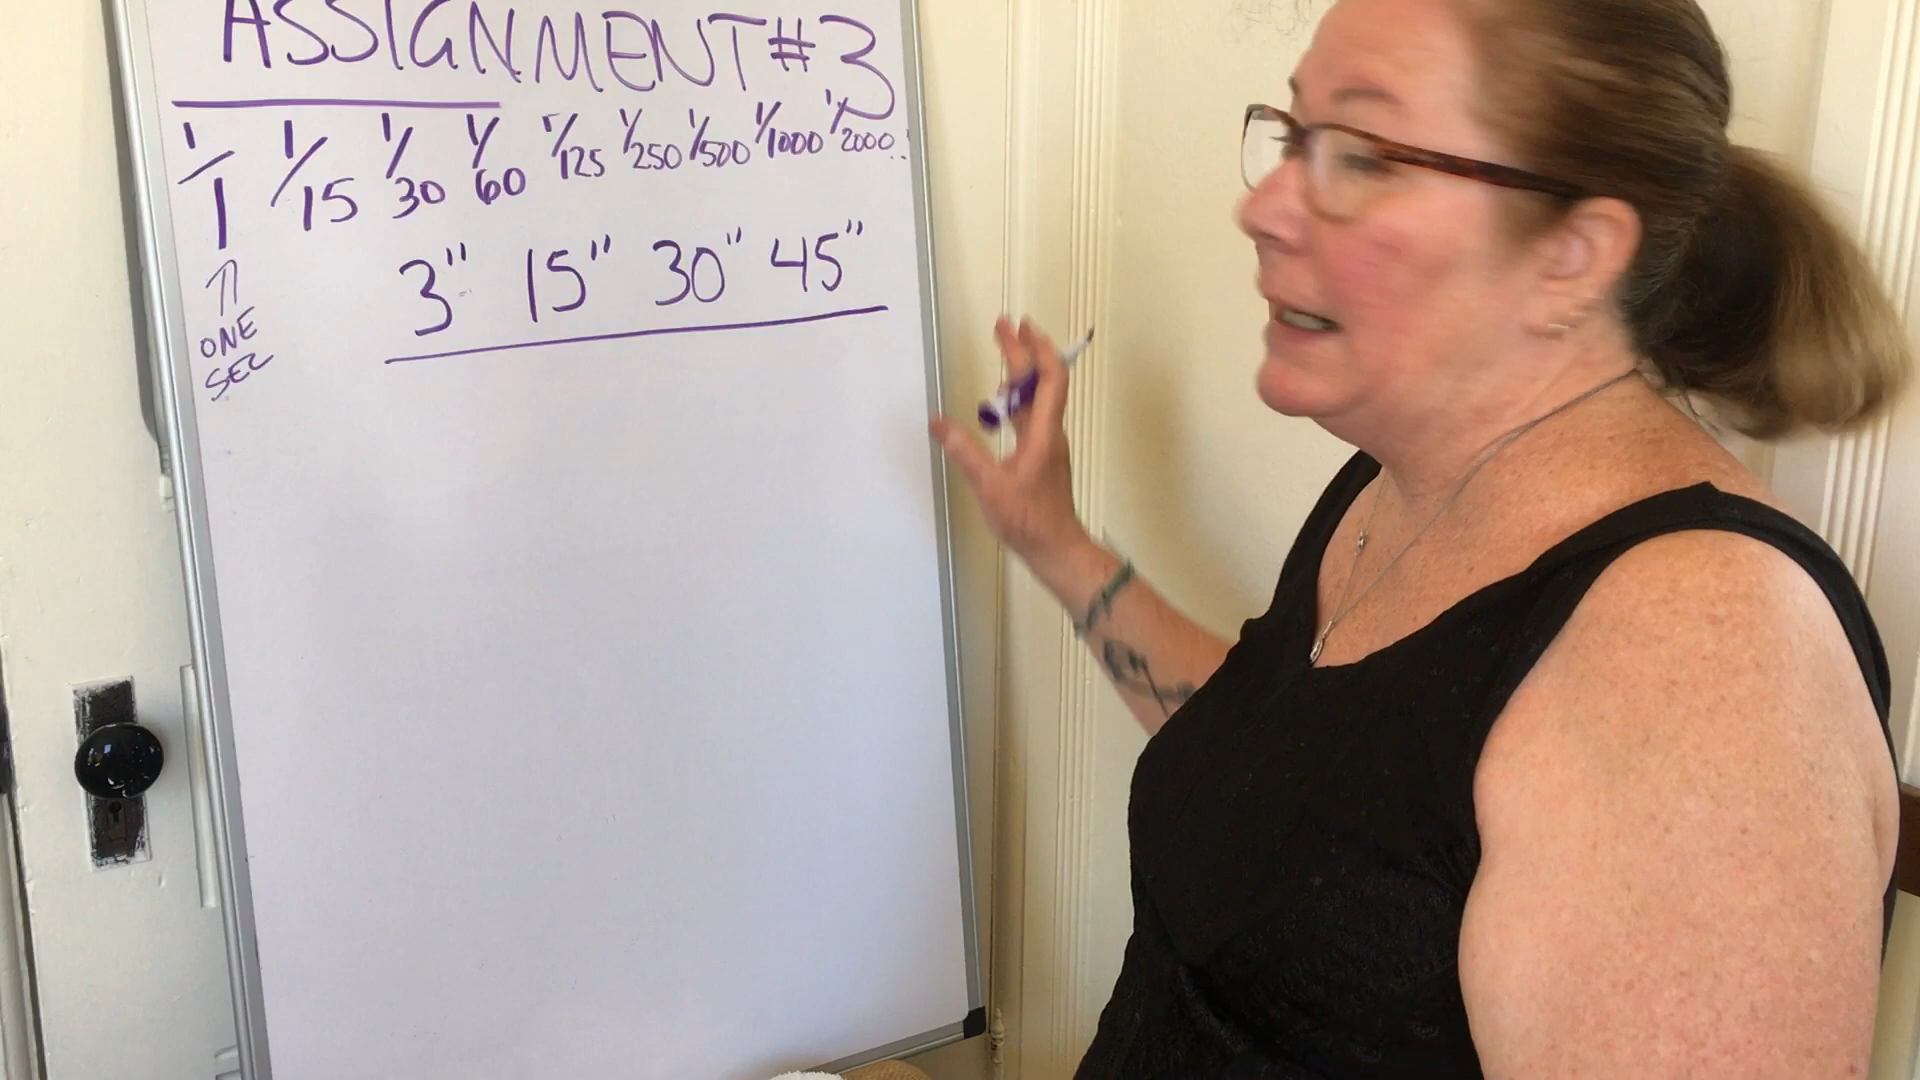 ASSIGNMENT #3
1/1 1/15 1/30 1/60 1/125 1/250 1/500 1/1000 1/2000..
3" 15" 30" 45"
ONE
SEC